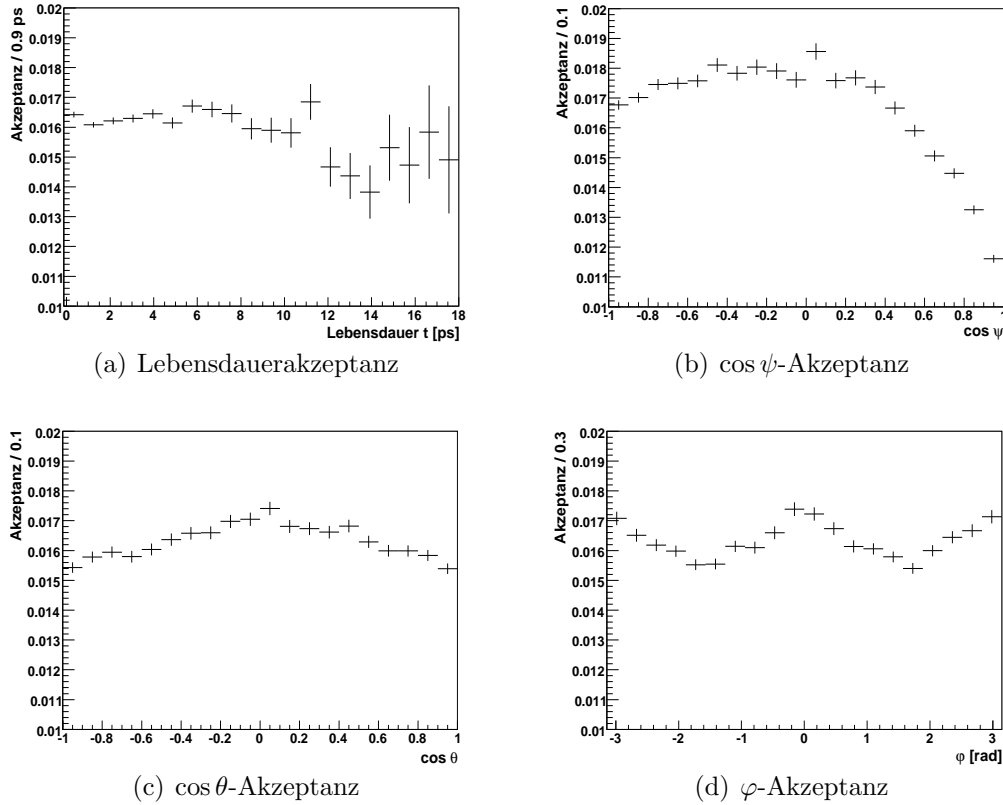 Akzeptanz / 0.9 ps
0.02
0.019
0.018
0.017
0.016
0.015
0.014
0.013
0.012
0.011
0.01
0 2 4 6 8 10 12 14 16 18
Lebensdauer t [ps]
(a) Lebensdauerakzeptanz
Akzeptanz / 0.1
0.02
0.019
0.018
0.017
0.016
0.015
0.014
0.013
0.012
0.011
0.01
-1 -0.8 -0.6 -0.4 -0.2 0 0.2 0.4 0.6 0.8 1
cos ψ
(b) cos ψ-Akzeptanz
Akzeptanz / 0.1
0.02
0.019
0.018
0.017
0.016
0.015
0.014
0.013
0.012
0.011
0.01
-1 -0.8 -0.6 -0.4 -0.2 0 0.2 0.4 0.6 0.8 1
cos θ
(c) cos θ-Akzeptanz
Akzeptanz / 0.3
0.02
0.019
0.018
0.017
0.016
0.015
0.014
0.013
0.012
0.011
0.01
-3 -2 -1 0 1 2 3
φ [rad]
(d) φ-Akzeptanz